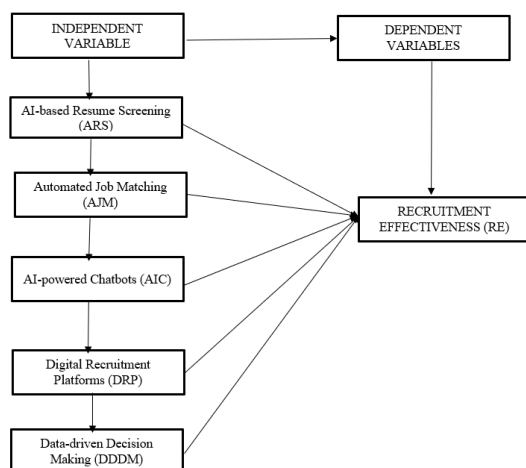 INDEPENDENT
VARIABLE
DEPENDENT
VARIABLES
AI-based Resume Screening
(ARS)
Automated Job Matching
(AJM)
RECRUITMENT
EFFECTIVENESS (RE)
AI-powered Chatbots (AIC)
Digital Recruitment
Platforms (DRP)
Data-driven Decision
Making (DDDM)